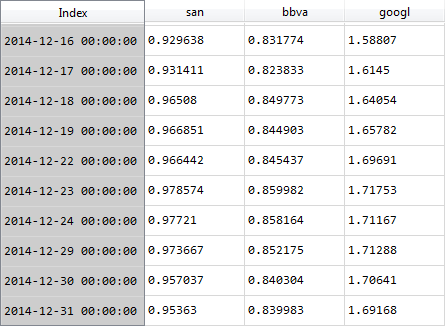 Index san bbva googl
2014-12-16 00:00:00 0.929638 0.831774 1.58807
2014-12-17 00:00:00 0.931411 0.823833 1.6145
2014-12-18 00:00:00 0.96508 0.849773 1.64054
2014-12-19 00:00:00 0.966851 0.844903 1.65782
2014-12-22 00:00:00 0.966442 0.845437 1.69691
2014-12-23 00:00:00 0.978574 0.859982 1.71753
2014-12-24 00:00:00 0.97721 0.858164 1.71167
2014-12-29 00:00:00 0.973667 0.852175 1.71288
2014-12-30 00:00:00 0.957037 0.840304 1.70641
2014-12-31 00:00:00 0.95363 0.839983 1.69168